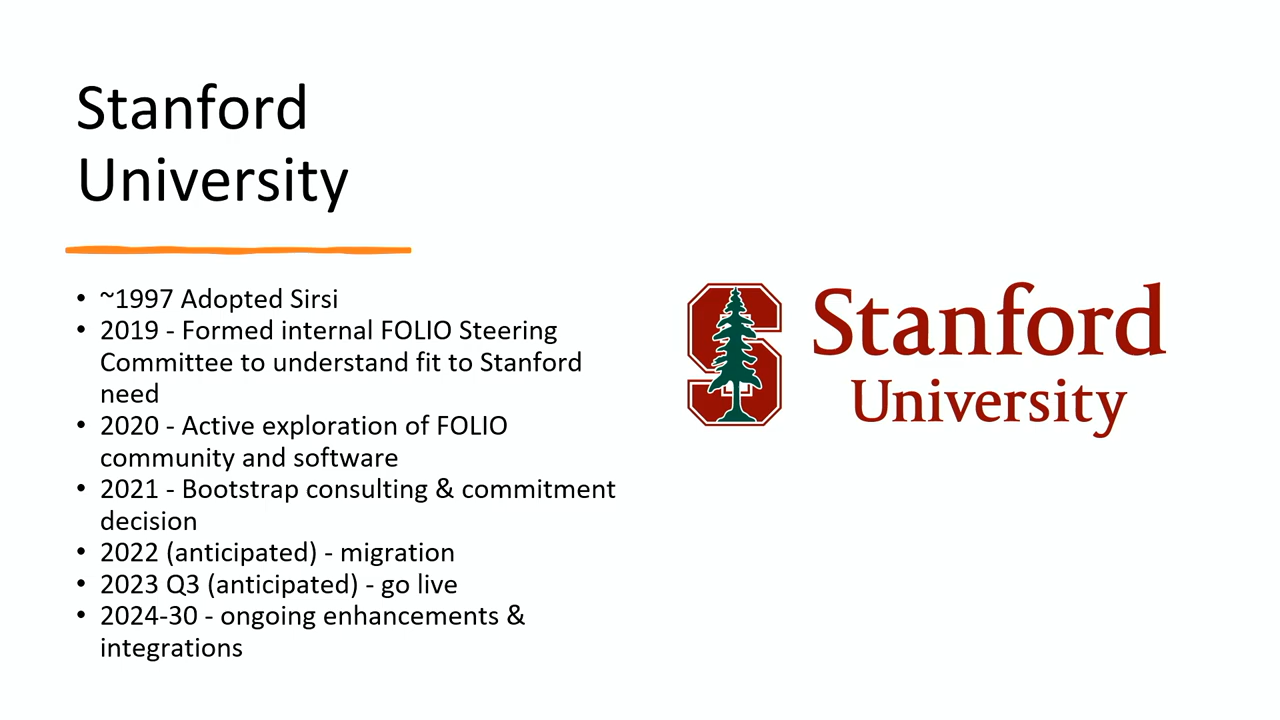 Stanford
University
• ~1997 Adopted Sirsi
• 2019 - Formed internal FOLIO Steering
Committee to understand fit to Stanford
need
• 2020 - Active exploration of FOLIO
community and software
• 2021 - Bootstrap consulting & commitment
decision
• 2022 (anticipated) - migration
• 2023 Q3 (anticipated) - go live
• 2024-30 - ongoing enhancements &
integrations
Stanford
University